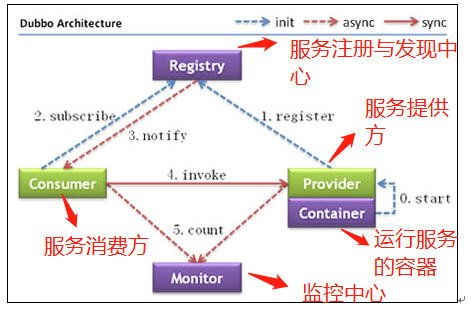 Dubbo Architecture
init
async
sync
服务注册与发现中
心
Registry
2. subscribe
3. notify
1. register
服务提供
方
Consumer
4. invoke
Provider
Container
0. start
服务消费方
5. count
运行服务
的容器
Monitor
监控中心